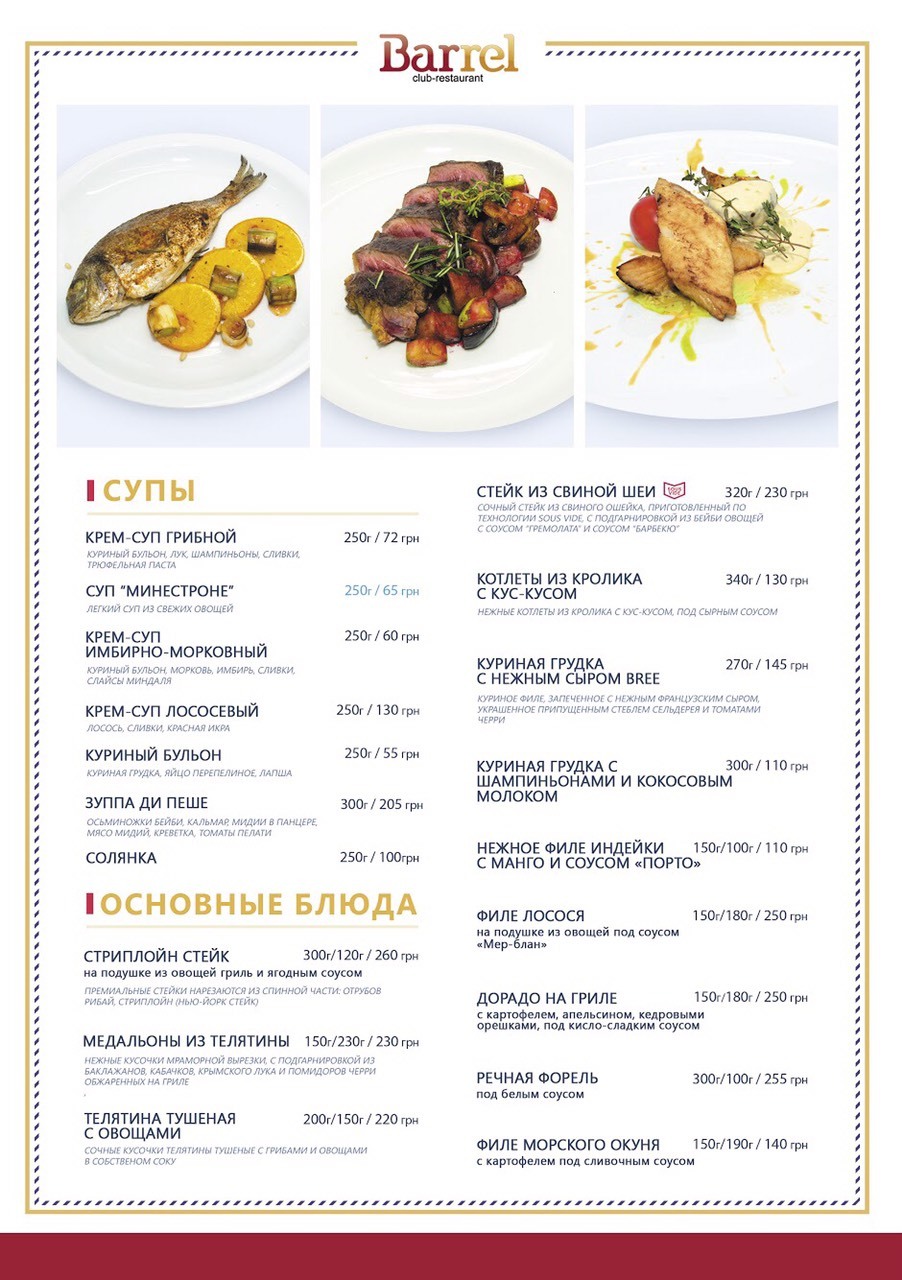 Barrel
club-restaurant
СУПЫ
КРЕМ-СУП ГРИБНОЙ 250г / 72 грн
КУРИНЫЙ БУЛЬОН, ЛУК, ШАМПИНЬОНЫ, СЛИВКИ,
ТРЮФЕЛЬНАЯ ПАСТА
СУП “МИНЕСТРОНЕ” 250г / 65 грн
ЛЕГКИЙ СУП ИЗ СВЕЖИХ ОВОЩЕЙ
КРЕМ-СУП 250г / 60 грн
ИМБИРНО-МОРКОВНЫЙ
КУРИНЫЙ БУЛЬОН, МОРКОВЬ, ИМБИРЬ, СЛИВКИ,
СЛАЙСЫ МИНДАЛЯ
КРЕМ-СУП ЛОСОСЕВЫЙ 250г / 130 грн
ЛОСОСЬ, СЛИВКИ, КРАСНАЯ ИКРА
КУРИНЫЙ БУЛЬОН 250г / 55 грн
КУРИНАЯ ГРУДКА, ЯЙЦО ПЕРЕПЕЛИНОЕ, ЛАПША
ЗУППА ДИ ПЕШЕ 300г / 205 грн
ОСЬМИНОЖКИ БЕЙБИ, КАЛЬМАР, МИДИИ В ПАНЦЕРЕ,
МЯСО МИДИЙ, КРЕВЕТКА, ТОМАТЫ ПЕЛАТИ
СОЛЯНКА 250г / 100грн
ОСНОВНЫЕ БЛЮДА
СТРИПЛОЙН СТЕЙК 300г/120г / 260 грн
на подушке из овощей гриль и ягодным соусом
ПРЕМИАЛЬНЫЕ СТЕЙКИ НАРЕЗАЮТСЯ ИЗ СПИННОЙ ЧАСТИ: ОТРУБОВ
РИБАЙ, СТРИПЛОЙН (НЬЮ-ЙОРК СТЕЙК)
МЕДАЛЬОНЫ ИЗ ТЕЛЯТИНЫ 150г/230г / 230 грн
НЕЖНЫЕ КУСОЧКИ МРАМОРНОЙ ВЫРЕЗКИ, С ПОДГАРНИРОВКОЙ ИЗ
БАКЛАЖАНОВ, КАБАЧКОВ, КРЫМСКОГО ЛУКА И ПОМИДОРОВ ЧЕРРИ
ОБЖАРЕННЫХ НА ГРИЛЕ
.
ТЕЛЯТИНА ТУШЕНАЯ 200г/150г / 220 грн
С ОВОЩАМИ
СОЧНЫЕ КУСОЧКИ ТЕЛЯТИНЫ ТУШЕНЫЕ С ГРИБАМИ И ОВОЩАМИ
В СОБСТВЕНОМ СОКУ
СТЕЙК ИЗ СВИНОЙ ШЕИ SOUS VIDE 320г / 230 грн
СОЧНЫЙ СТЕЙК ИЗ СВИНОГО ОШЕЙКА, ПРИГОТОВЛЕННЫЙ ПО
ТЕХНОЛОГИИ SOUS VIDE, С ПОДГАРНИРОВКОЙ ИЗ БЕЙБИ ОВОЩЕЙ
С СОУСОМ "ГРЕМОЛАТА" И СОУСОМ "БАРБЕКЮ"
КОТЛЕТЫ ИЗ КРОЛИКА 340г / 130 грн
С КУС-КУСОМ
НЕЖНЫЕ КОТЛЕТЫ ИЗ КРОЛИКА С КУС-КУСОМ, ПОД СЫРНЫМ СОУСОМ
КУРИНАЯ ГРУДКА 270г / 145 грн
С НЕЖНЫМ СЫРОМ BREE
КУРИНОЕ ФИЛЕ, ЗАПЕЧЕННОЕ С НЕЖНЫМ ФРАНЦУЗСКИМ СЫРОМ,
УКРАШЕННОЕ ПРИПУЩЕННЫМ СТЕБЛЕМ СЕЛЬДЕРЕЯ И ТОМАТАМИ
ЧЕРРИ
КУРИНАЯ ГРУДКА С 300г / 110 грн
ШАМПИНЬОНАМИ И КОКОСОВЫМ
МОЛОКОМ
НЕЖНОЕ ФИЛЕ ИНДЕЙКИ 150г/100г / 110 грн
С МАНГО И СОУСОМ «ПОРТО»
ФИЛЕ ЛОСОСЯ 150г/180г / 250 грн
на подушке из овощей под соусом
«Мер-блан»
ДОРАДО НА ГРИЛЕ 150г/180г / 250 грн
с картофелем, апельсином, кедровыми
орешками, под кисло-сладким соусом
РЕЧНАЯ ФОРЕЛЬ 300г/100г / 255 грн
под белым соусом
ФИЛЕ МОРСКОГО ОКУНЯ 150г/190г / 140 грн
с картофелем под сливочным соусом